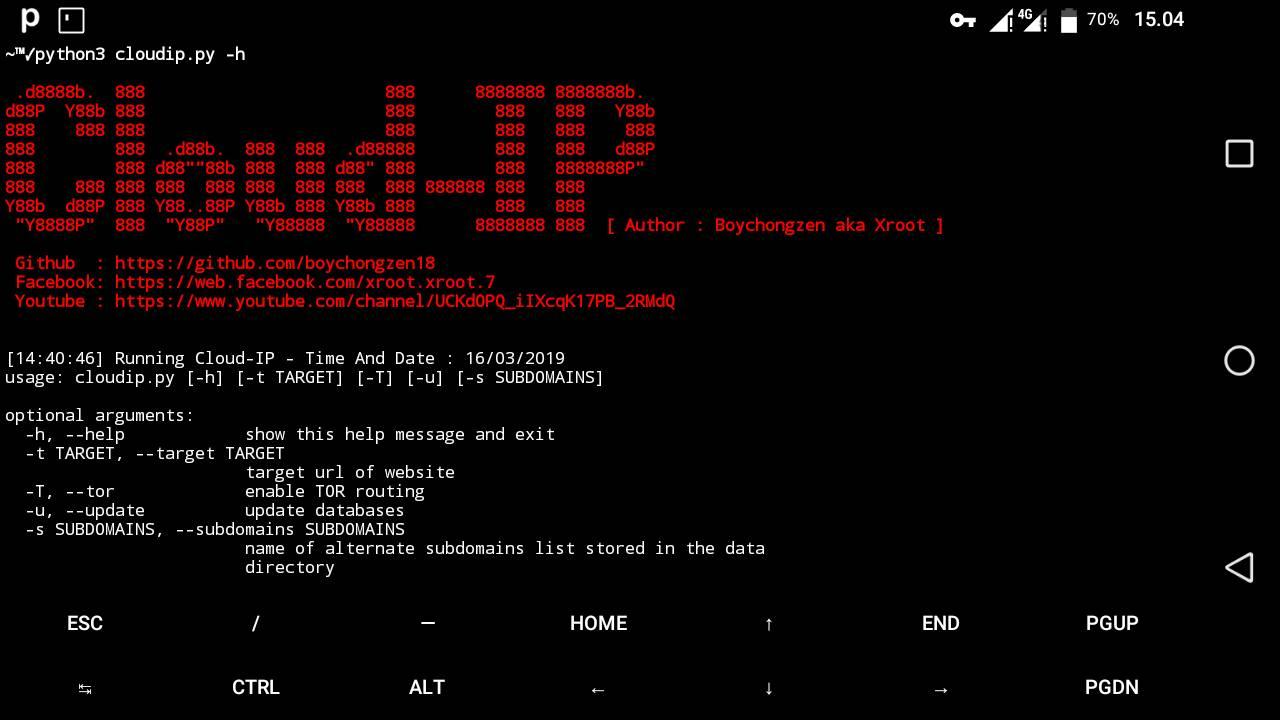 p 4G 70% 15.04
~™✓python3 cloudip.py -h
 .d8888b.  888                        888      8888888 8888888b.
d88P  Y88b 888                        888        888   888   Y88b
888    888 888                        888        888   888    888
888        888  .d88b.  888  888  .d88888        888   888   d88P
888        888 d88""88b 888  888 d88" 888        888   8888888P"
888    888 888 888  888 888  888 888  888 888888 888   888
Y88b  d88P 888 Y88..88P Y88b 888 Y88b 888        888   888
 "Y8888P"  888  "Y88P"   "Y88888  "Y88888      8888888 888  [ Author : Boychongzen aka Xroot ]
 Github  : https://github.com/boychongzen18
 Facebook: https://web.facebook.com/xroot.xroot.7
 Youtube : https://www.youtube.com/channel/UCKdOPQ_iIXcqK17PB_2RMdQ
[14:40:46] Running Cloud-IP - Time And Date : 16/03/2019
usage: cloudip.py [-h] [-t TARGET] [-T] [-u] [-s SUBDOMAINS]
optional arguments:
  -h, --help            show this help message and exit
  -t TARGET, --target TARGET
                        target url of website
  -T, --tor             enable TOR routing
  -u, --update          update databases
  -s SUBDOMAINS, --subdomains SUBDOMAINS
                        name of alternate subdomains list stored in the data
                        directory
ESC / — HOME ↑ END PGUP
↹ CTRL ALT ← ↓ → PGDN